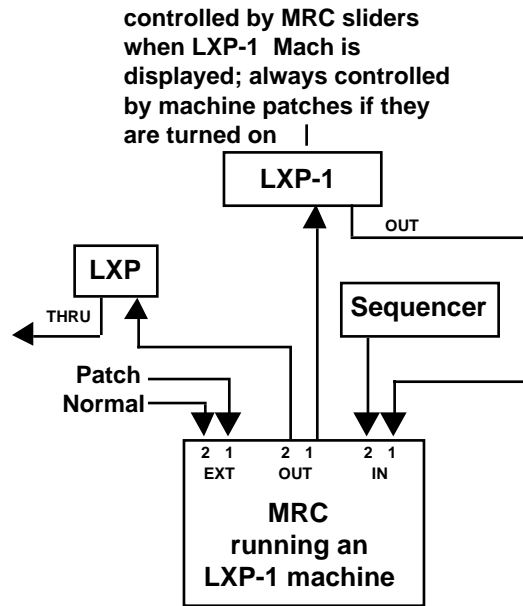 controlled by MRC sliders
when LXP-1 Mach is
displayed; always controlled
by machine patches if they
are turned on
LXP-1
OUT
LXP
THRU
Sequencer
Patch
Normal
2 1 2 1 2 1
EXT OUT IN
MRC
running an
LXP-1 machine